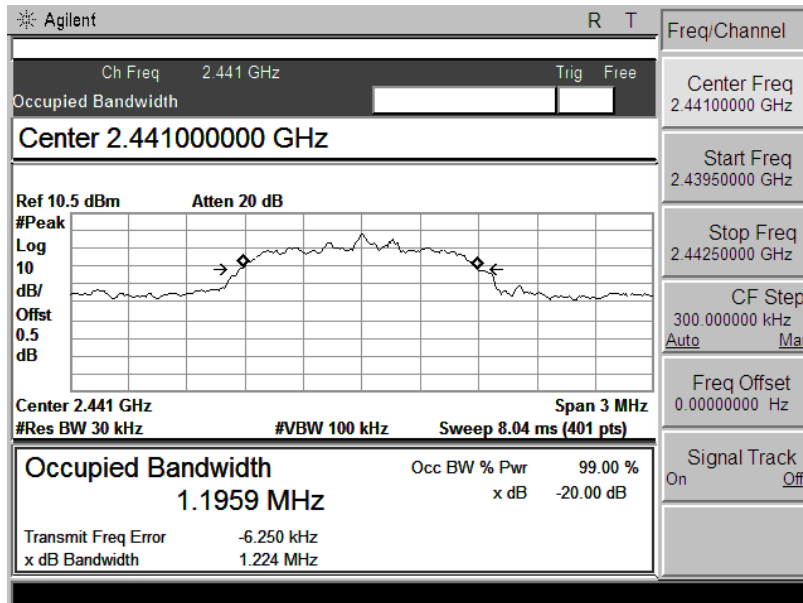 Agilent R T
Ch Freq 2.441 GHz Trig Free
Occupied Bandwidth
Center 2.441000000 GHz
Ref 10.5 dBm Atten 20 dB
#Peak
Log
10
dB/
Offset
0.5
dB
Center 2.441 GHz Span 3 MHz
#Res BW 30 kHz #VBW 100 kHz Sweep 8.04 ms (401 pts)
Occupied Bandwidth Occ BW % Pwr 99.00 %
1.1959 MHz x dB -20.00 dB
Transmit Freq Error -6.250 kHz
x dB Bandwidth 1.224 MHz
Freq/Channel
Center Freq
2.44100000 GHz
Start Freq
2.43950000 GHz
Stop Freq
2.44250000 GHz
CF Step
300.000000 kHz
Auto Ma
Freq Offset
0.00000000 Hz
Signal Track
On Off